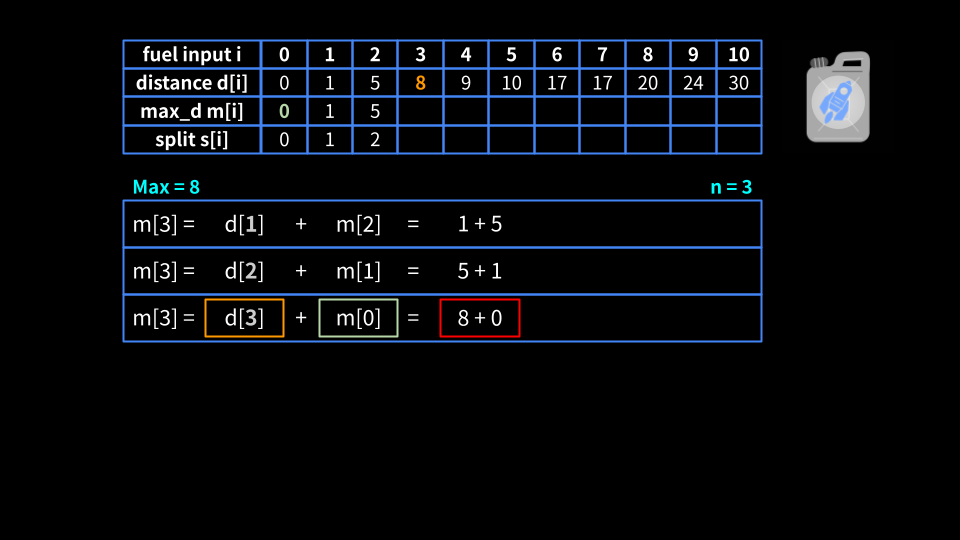 fuel input i 0 1 2 3 4 5 6 7 8 9 10
distance d[i] 0 1 5 8 9 10 17 17 20 24 30
max_d m[i] 0 1 5
split s[i] 0 1 2
Max = 8 n = 3
m[3] = d[1] + m[2] = 1 + 5
m[3] = d[2] + m[1] = 5 + 1
m[3] = d[3] + m[0] = 8 + 0